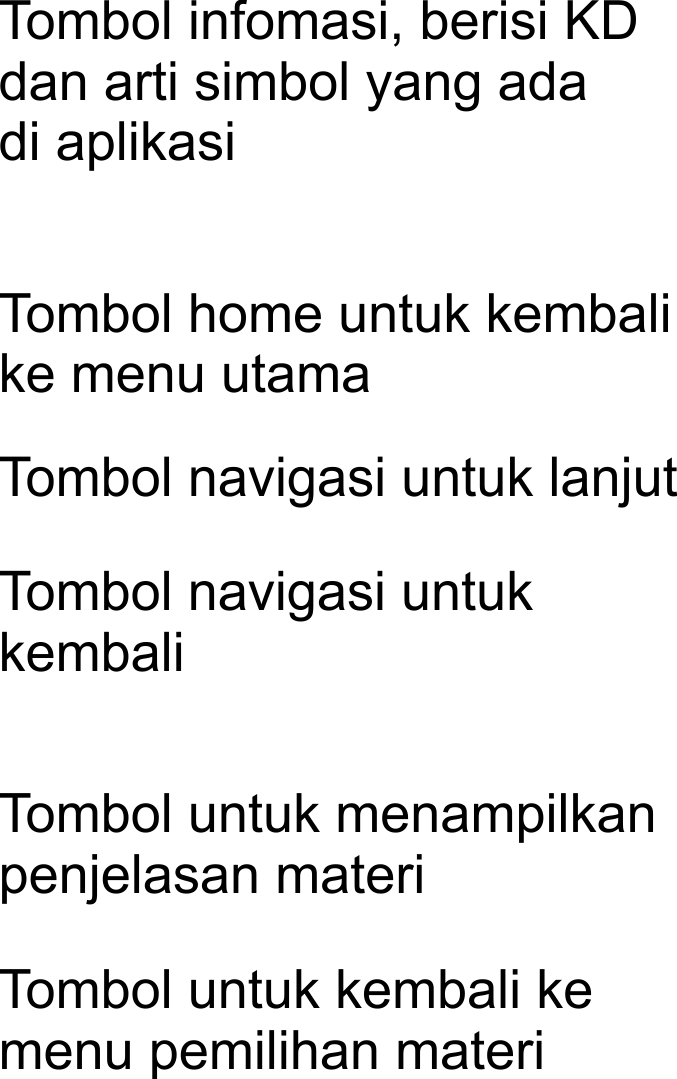 Tombol infomasi, berisi KD
dan arti simbol yang ada
di aplikasi
Tombol home untuk kembali
ke menu utama
Tombol navigasi untuk lanjut
Tombol navigasi untuk
kembali
Tombol untuk menampilkan
penjelasan materi
Tombol untuk kembali ke
menu pemilihan materi